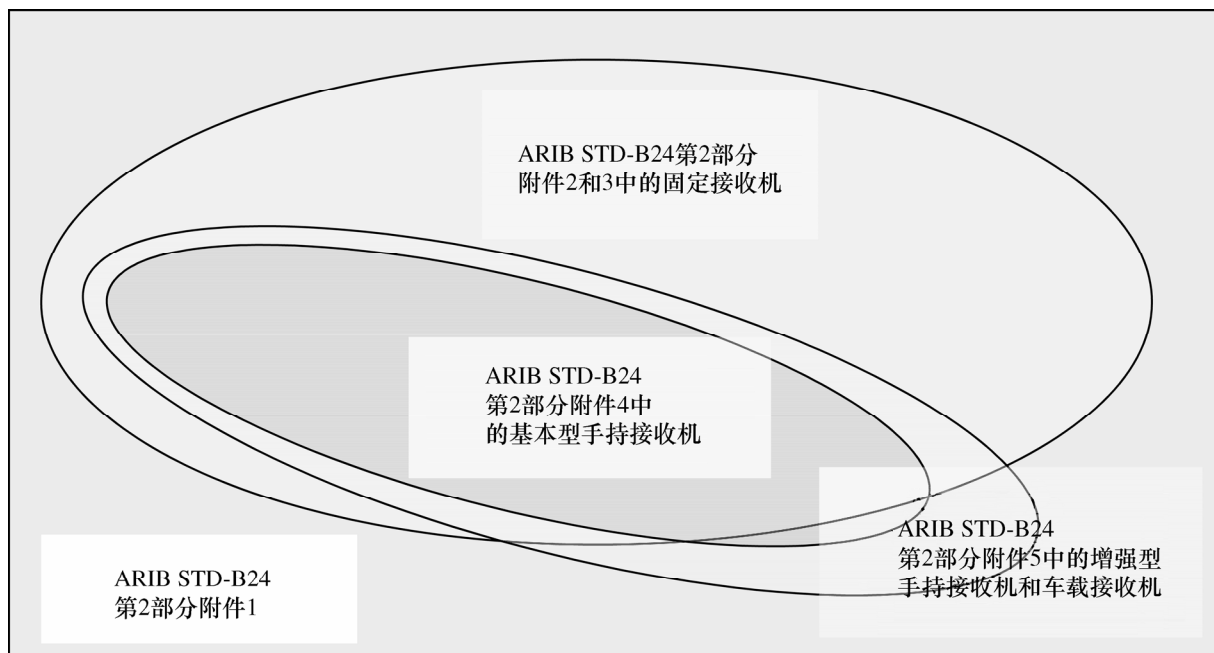 ARIB STD-B24第2部分
附件2和3中的固定接收机
ARIB STD-B24
第2部分附件4中
的基本型手持接收机
ARIB STD-B24
第2部分附件5中的增强型
手持接收机和车载接收机
ARIB STD-B24
第2部分附件1